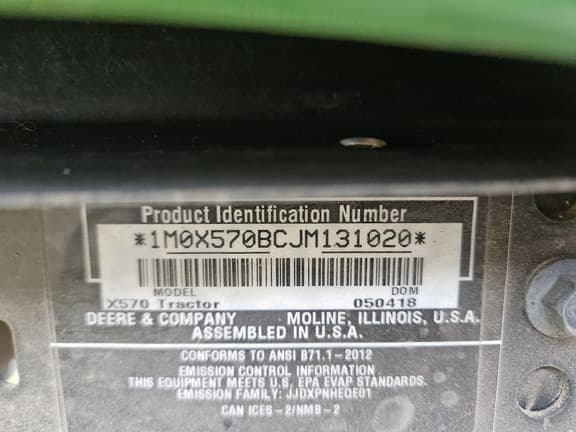 Product Identification Number
*1M0X570BCJM131020*
MODEL DOM
X570 Tractor 050418
DEERE & COMPANY MOLINE, ILLINOIS, U.S.A.
ASSEMBLED IN U.S.A.
CONFORMS TO ANSI B71.1-2012
EMISSION CONTROL INFORMATION
THIS EQUIPMENT MEETS U.S. EPA EVAP STANDARDS.
EMISSION FAMILY: JJDXPNHEQE01
CAN ICES-2/NMB-2